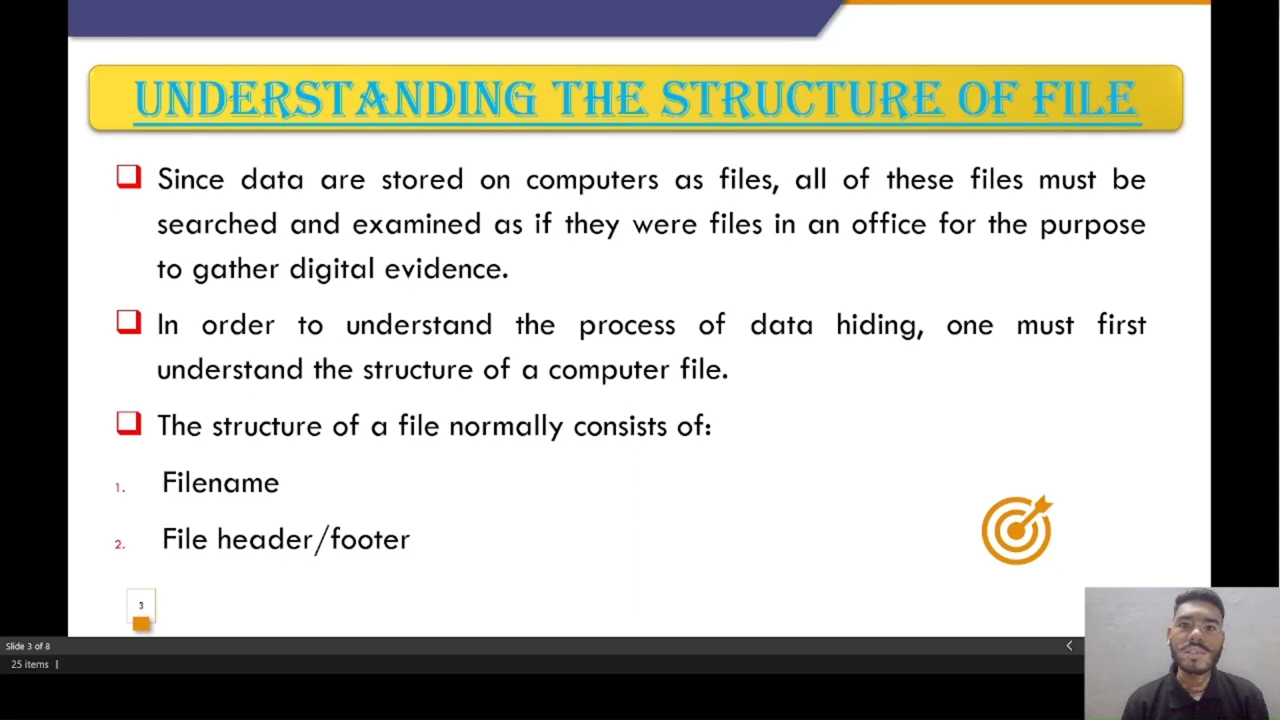 UNDERSTANDING THE STRUCTURE OF FILE
Since data are stored on computers as files, all of these files must be
searched and examined as if they were files in an office for the purpose
to gather digital evidence.
In order to understand the process of data hiding, one must first
understand the structure of a computer file.
The structure of a file normally consists of:
1. Filename
2. File header/footer
3
Slide 3 of 8
25 items